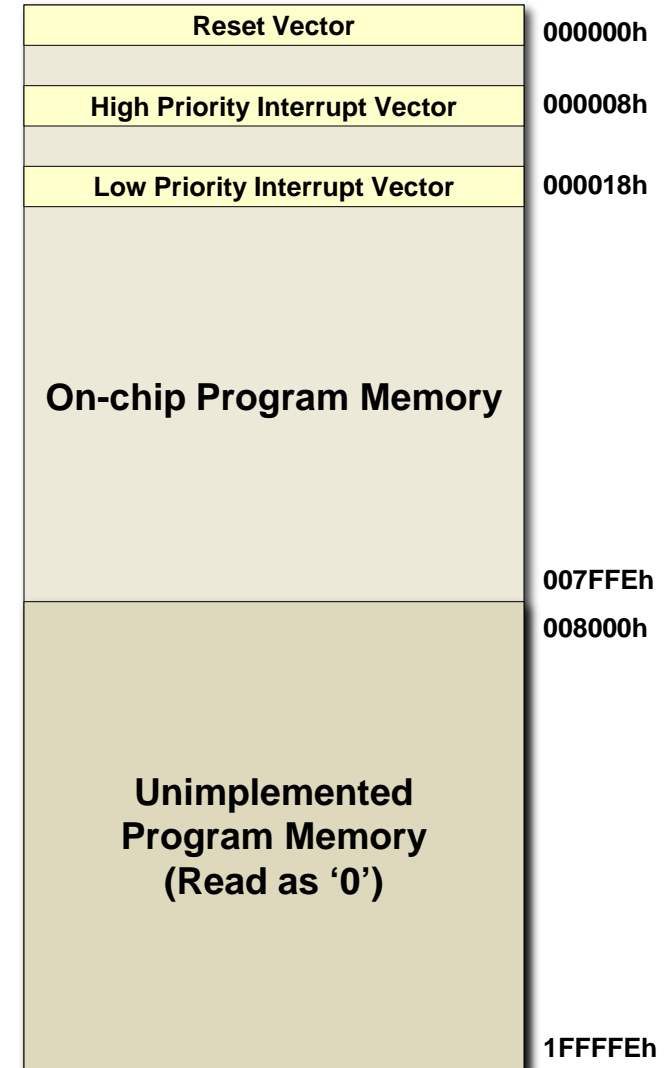 Reset Vector
000000h
High Priority Interrupt Vector
000008h
Low Priority Interrupt Vector
000018h
On-chip Program Memory
007FFEh
008000h
Unimplemented
Program Memory
(Read as ‘0’)
1FFFFEh